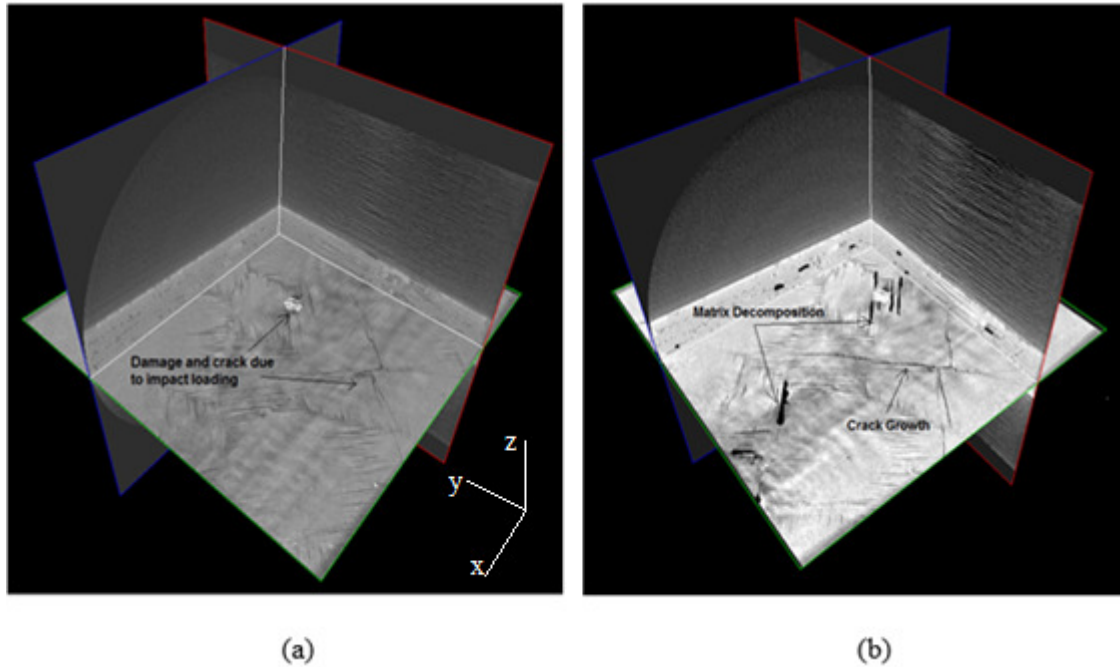 Damage and crack due
to impact loading
z
y
x
Matrix Decomposition
Crack Growth
(a)
(b)